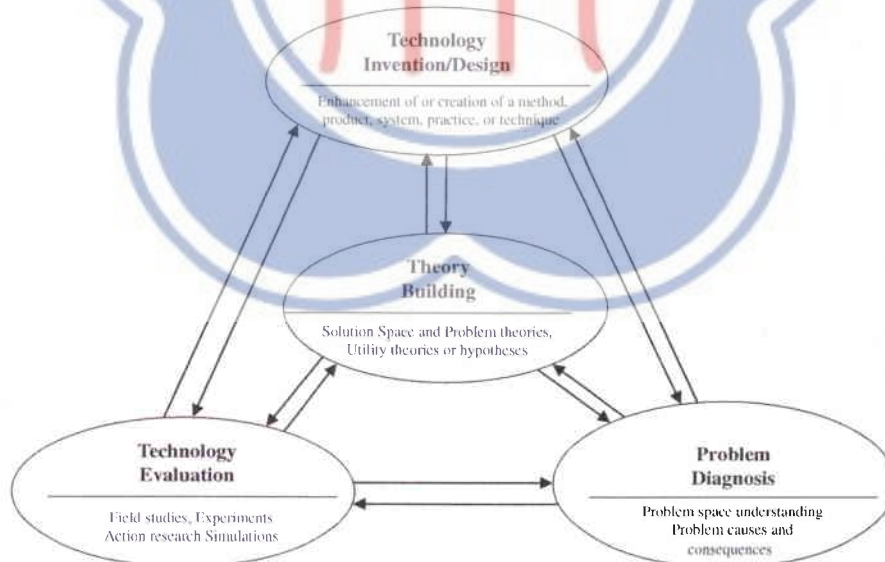 Technology
Invention/Design
Enhancement of or creation of a method,
product, system, practice, or technique
Theory
Building
Solution Space and Problem theories,
Utility theories or hypotheses
Technology
Evaluation
Field studies, Experiments
Action research Simulations
Problem
Diagnosis
Problem space understanding
Problem causes and
consequences